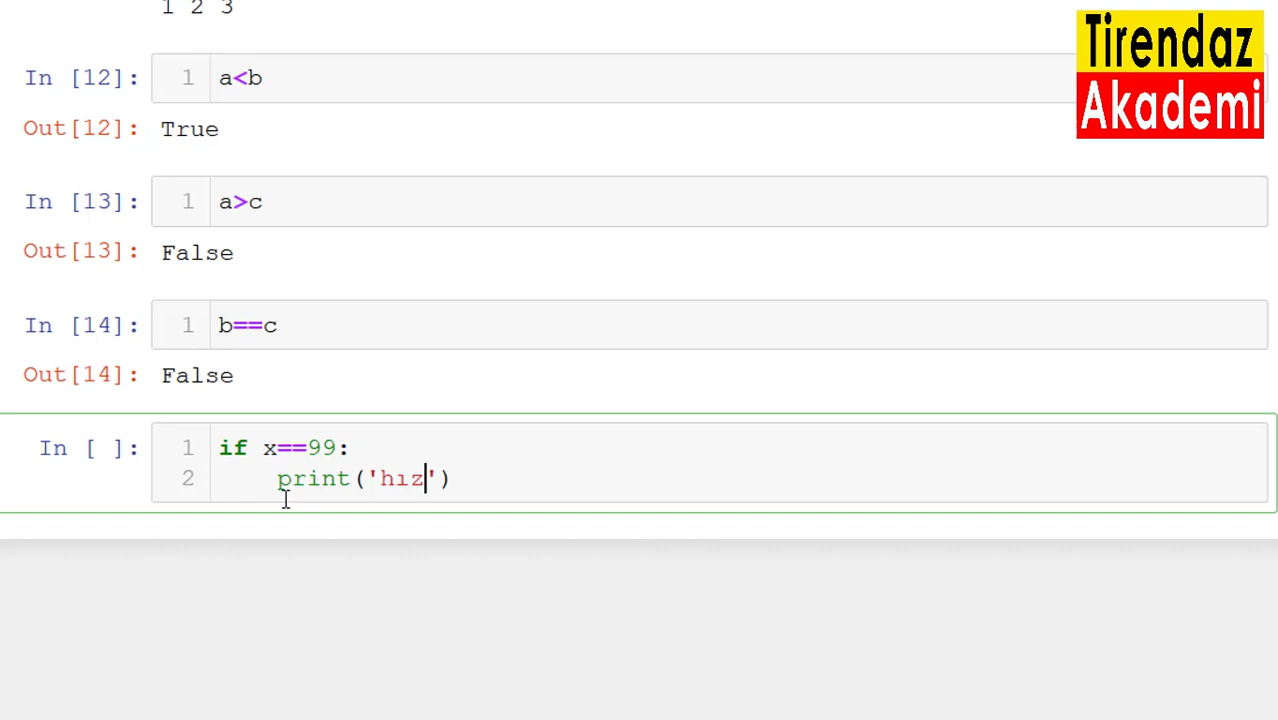 1 2 3
Tirendaz
Akademi
In [12]: 1 a<b
Out[12]: True
In [13]: 1 a>c
Out[13]: False
In [14]: 1 b==c
Out[14]: False
In [ ]: 1 if x==99:
2 print('hız')